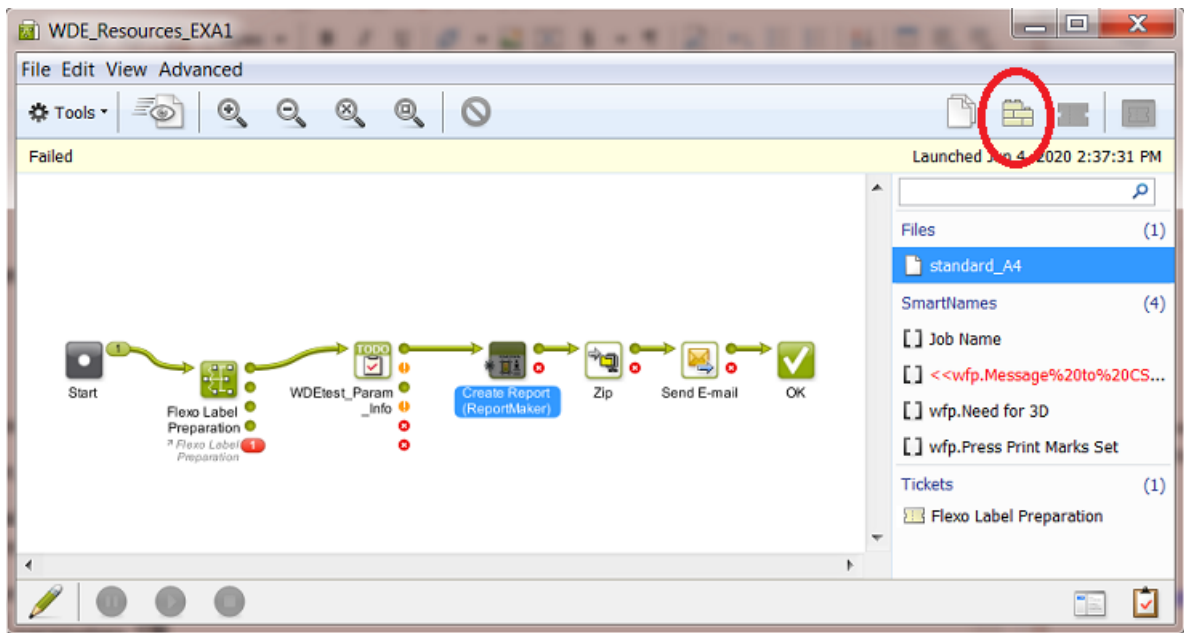 WDE_Resources_EXA1
File Edit View Advanced
Tools
Failed
Launched Jun 4, 2020 2:37:31 PM
Files (1)
standard_A4
SmartNames (4)
[ ] Job Name
[ ] <<wfp.Message%20to%20CS...
[ ] wfp.Need for 3D
[ ] wfp.Press Print Marks Set
Tickets (1)
Flexo Label Preparation
1
TODO
Start
Flexo Label
Preparation
Flexo Label
Preparation
1
WDEtest_Param
_Info
Create Report
(ReportMaker)
Zip
Send E-mail
OK